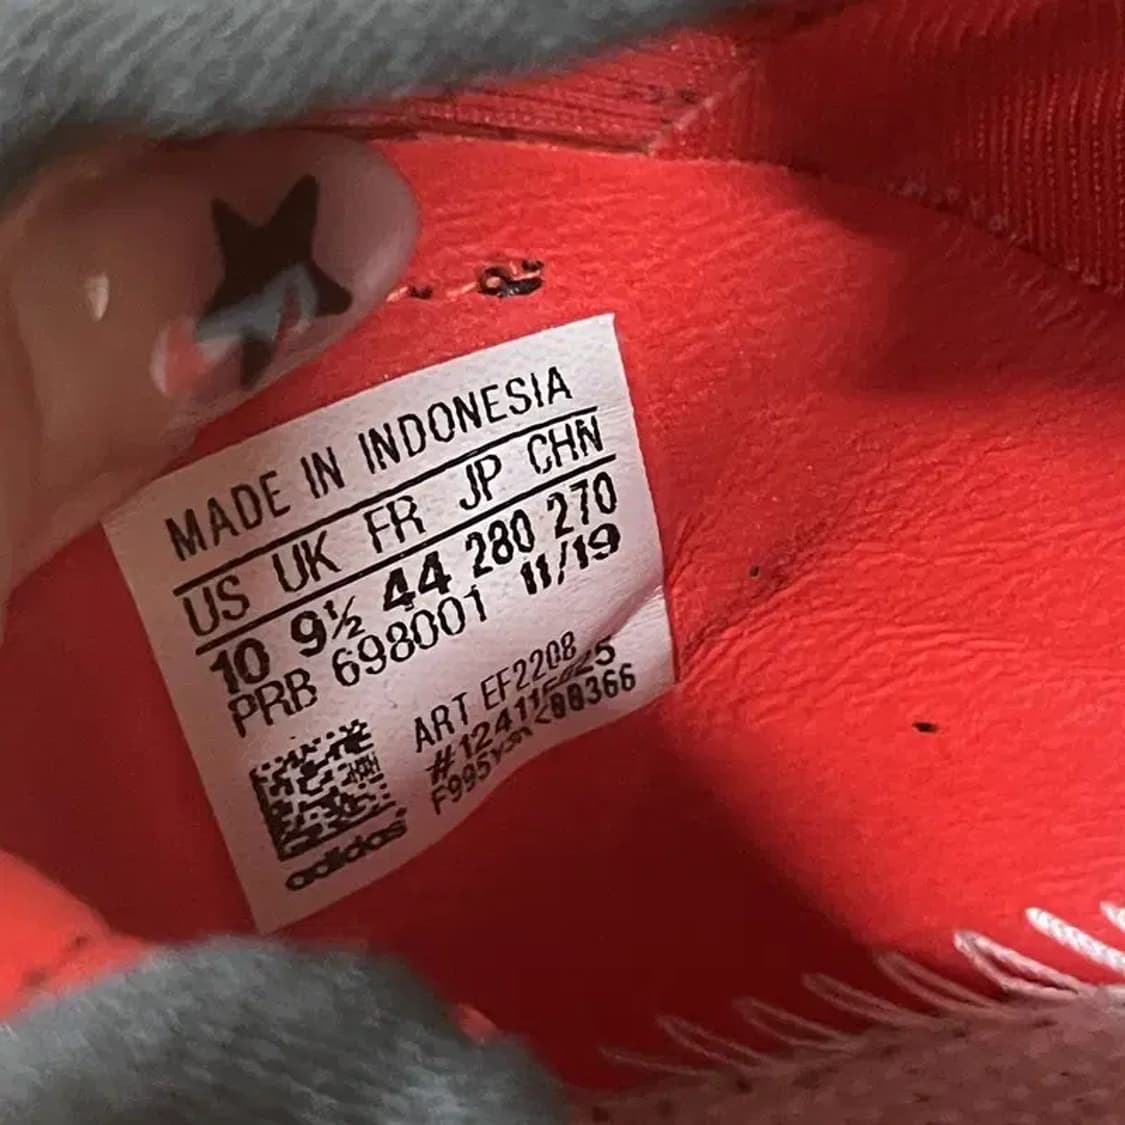 MADE IN INDONESIA
US UK FR JP CHN
10 9½ 44 280 270
PRB 698001 11/19
ART EF2208
adidas